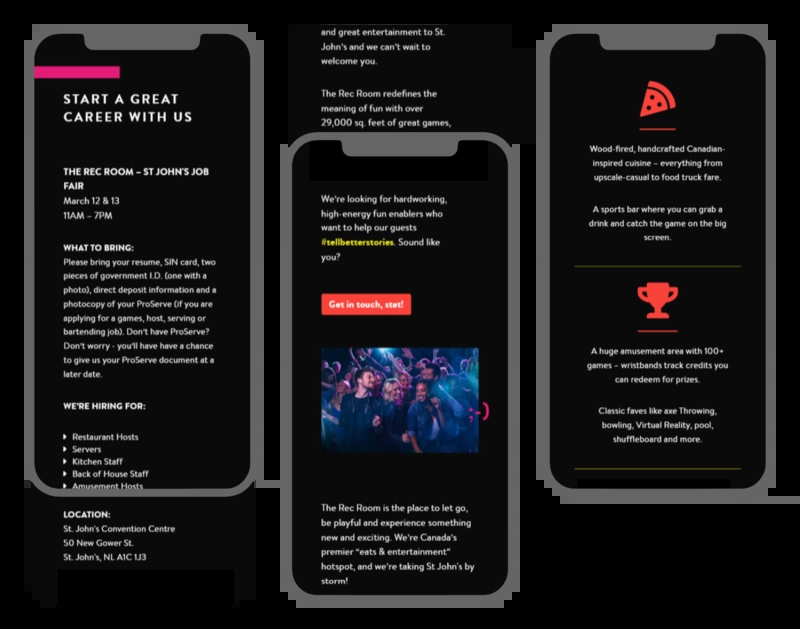 START A GREAT
CAREER WITH US
THE REC ROOM – ST JOHN'S JOB
FAIR
March 12 & 13
11AM – 7PM
WHAT TO BRING:
Please bring your resume, SIN card, two
pieces of government I.D. (one with a
photo), direct deposit information and a
photocopy of your ProServe (if you are
applying for a games, host, serving or
bartending job). Don't have ProServe?
Don't worry - you'll have have a chance
to give us your ProServe document at a
later date.
WE'RE HIRING FOR:
Restaurant Hosts
Servers
Kitchen Staff
Back of House Staff
Amusement Hosts
LOCATION:
St. John's Convention Centre
50 New Gower St.
St. John's, NL A1C 1J3
and great entertainment to St.
John's and we can't wait to
welcome you.
The Rec Room redefines the
meaning of fun with over
29,000 sq. feet of great games,
We're looking for hardworking,
high-energy fun enablers who
want to help our guests
#tellbetterstories. Sound like
you?
Get in touch, stat!
;-)
The Rec Room is the place to let go,
be playful and experience something
new and exciting. We're Canada's
premier "eats & entertainment"
hotspot, and we're taking St John's by
storm!
Wood-fired, handcrafted Canadian-
inspired cuisine – everything from
upscale-casual to food truck fare.
A sports bar where you can grab a
drink and catch the game on the big
screen.
A huge amusement area with 100+
games – wristbands track credits you
can redeem for prizes.
Classic faves like axe Throwing,
bowling, Virtual Reality, pool,
shuffleboard and more.